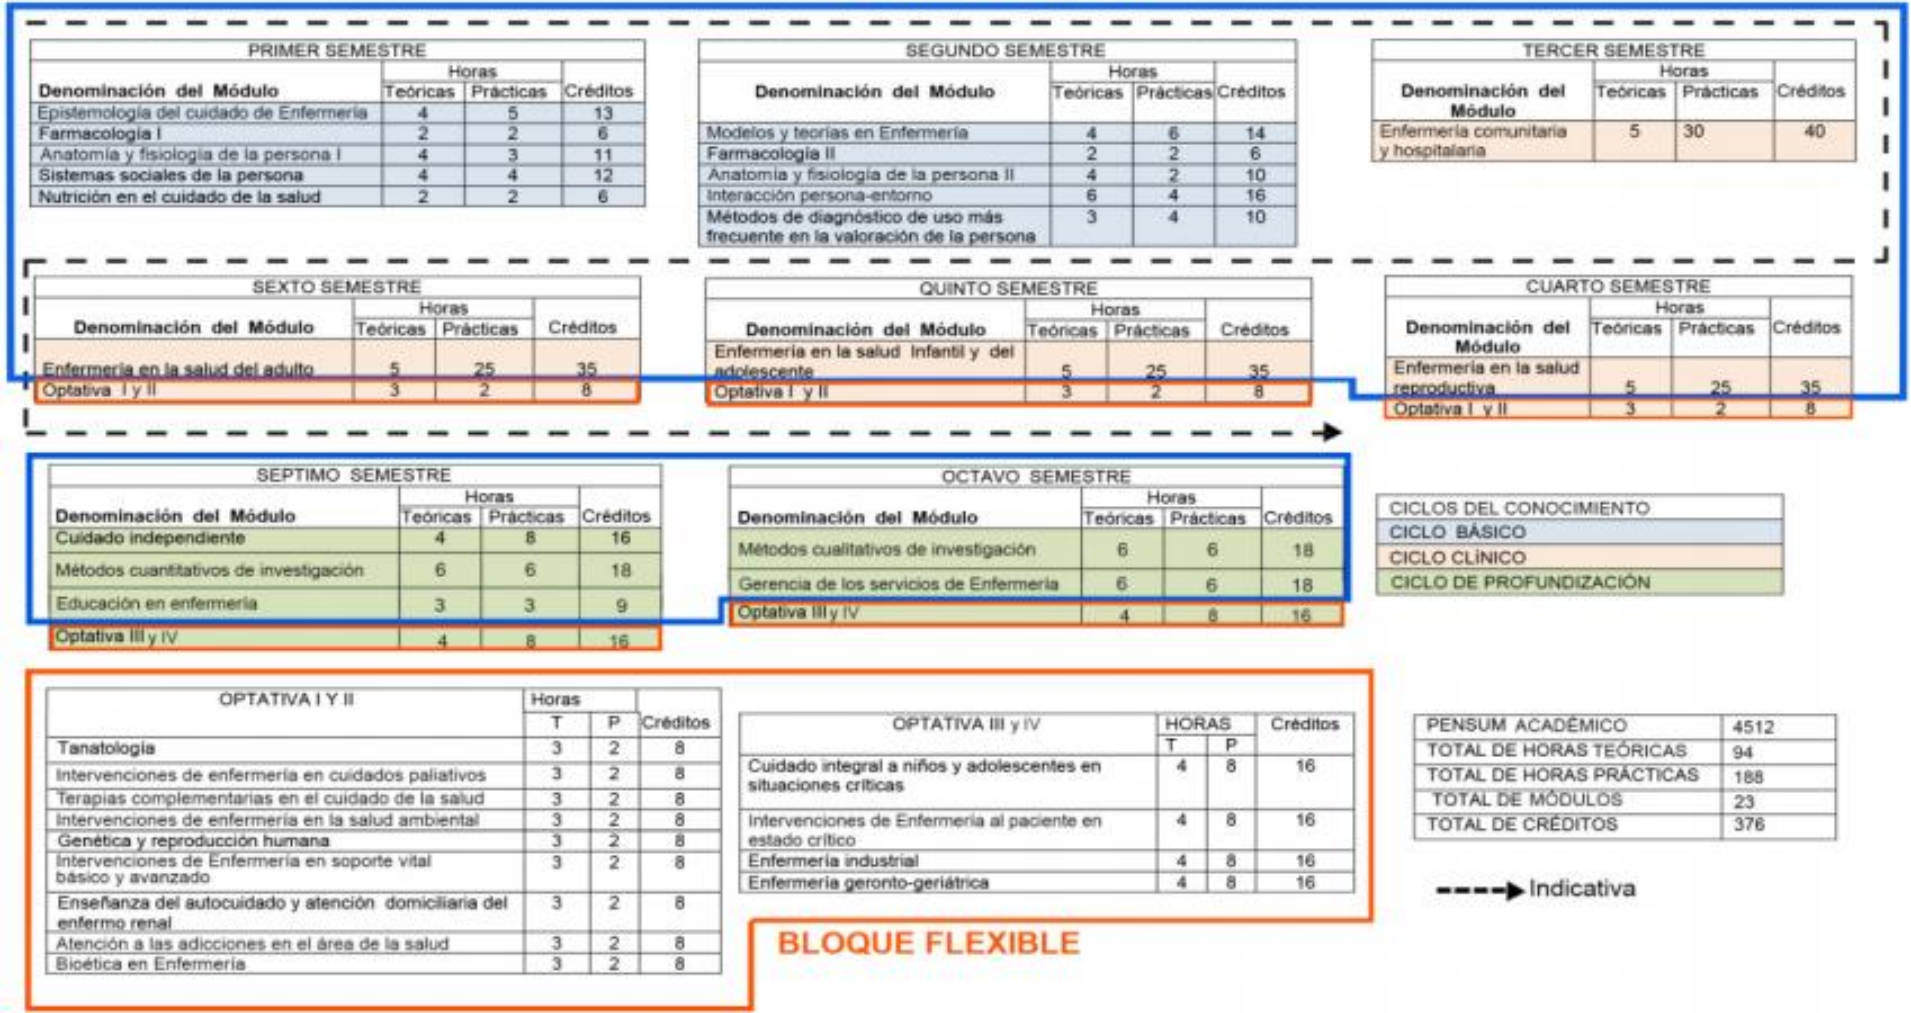 PRIMER SEMESTRE
Denominación del Módulo Horas Créditos
Teóricas Prácticas
Epistemología del cuidado de Enfermería 4 5 13
Farmacología I 2 2 6
Anatomía y fisiología de la persona I 4 3 11
Sistemas sociales de la persona 4 4 12
Nutrición en el cuidado de la salud 2 2 6
SEGUNDO SEMESTRE
Denominación del Módulo Horas Créditos
Teóricas Prácticas
Modelos y teorías en Enfermería 4 6 14
Farmacología II 2 2 6
Anatomía y fisiología de la persona II 4 2 10
Interacción persona-entorno 6 4 16
Métodos de diagnóstico de uso más 3 4 10
frecuente en la valoración de la persona
TERCER SEMESTRE
Horas
Denominación del Teóricas Prácticas Créditos
Módulo
Enfermería comunitaria 5 30 40
y hospitalaria
SEXTO SEMESTRE
Horas
Denominación del Módulo Teóricas Prácticas Créditos
Enfermería en la salud del adulto 5 25 35
Optativa I y II 3 2 8
QUINTO SEMESTRE
Horas
Denominación del Módulo Teóricas Prácticas Créditos
Enfermería en la salud Infantil y del
adolescente 5 25 35
Optativa I y II 3 2 8
CUARTO SEMESTRE
Horas
Denominación del Teóricas Prácticas Créditos
Módulo
Enfermería en la salud
reproductiva 5 25 35
Optativa I y II 3 2 8
SEPTIMO SEMESTRE
Horas
Denominación del Módulo Teóricas Prácticas Créditos
Cuidado independiente 4 8 16
Métodos cuantitativos de investigación 6 6 18
Educación en enfermería 3 3 9
Optativa III y IV 4 8 16
OCTAVO SEMESTRE
Horas
Denominación del Módulo Teóricas Prácticas Créditos
Métodos cualitativos de investigación 6 6 18
Gerencia de los servicios de Enfermería 6 6 18
Optativa III y IV 4 8 16
CICLOS DEL CONOCIMIENTO
CICLO BÁSICO
CICLO CLÍNICO
CICLO DE PROFUNDIZACIÓN
OPTATIVA I Y II Horas
T P Créditos
Tanatología 3 2 8
Intervenciones de enfermería en cuidados paliativos 3 2 8
Terapias complementarias en el cuidado de la salud 3 2 8
Intervenciones de enfermería en la salud ambiental 3 2 8
Genética y reproducción humana 3 2 8
Intervenciones de Enfermería en soporte vital 3 2 8
básico y avanzado
Enseñanza del autocuidado y atención domiciliaria del 3 2 8
enfermo renal
Atención a las adicciones en el área de la salud 3 2 8
Bioética en Enfermería 3 2 8
OPTATIVA III y IV HORAS Créditos
T P
Cuidado integral a niños y adolescentes en 4 8 16
situaciones críticas
Intervenciones de Enfermería al paciente en 4 8 16
estado crítico
Enfermería industrial 4 8 16
Enfermería geronto-geriátrica 4 8 16
BLOQUE FLEXIBLE
PENSUM ACADÉMICO 4512
TOTAL DE HORAS TEÓRICAS 94
TOTAL DE HORAS PRÁCTICAS 188
TOTAL DE MÓDULOS 23
TOTAL DE CRÉDITOS 376
Indicativa